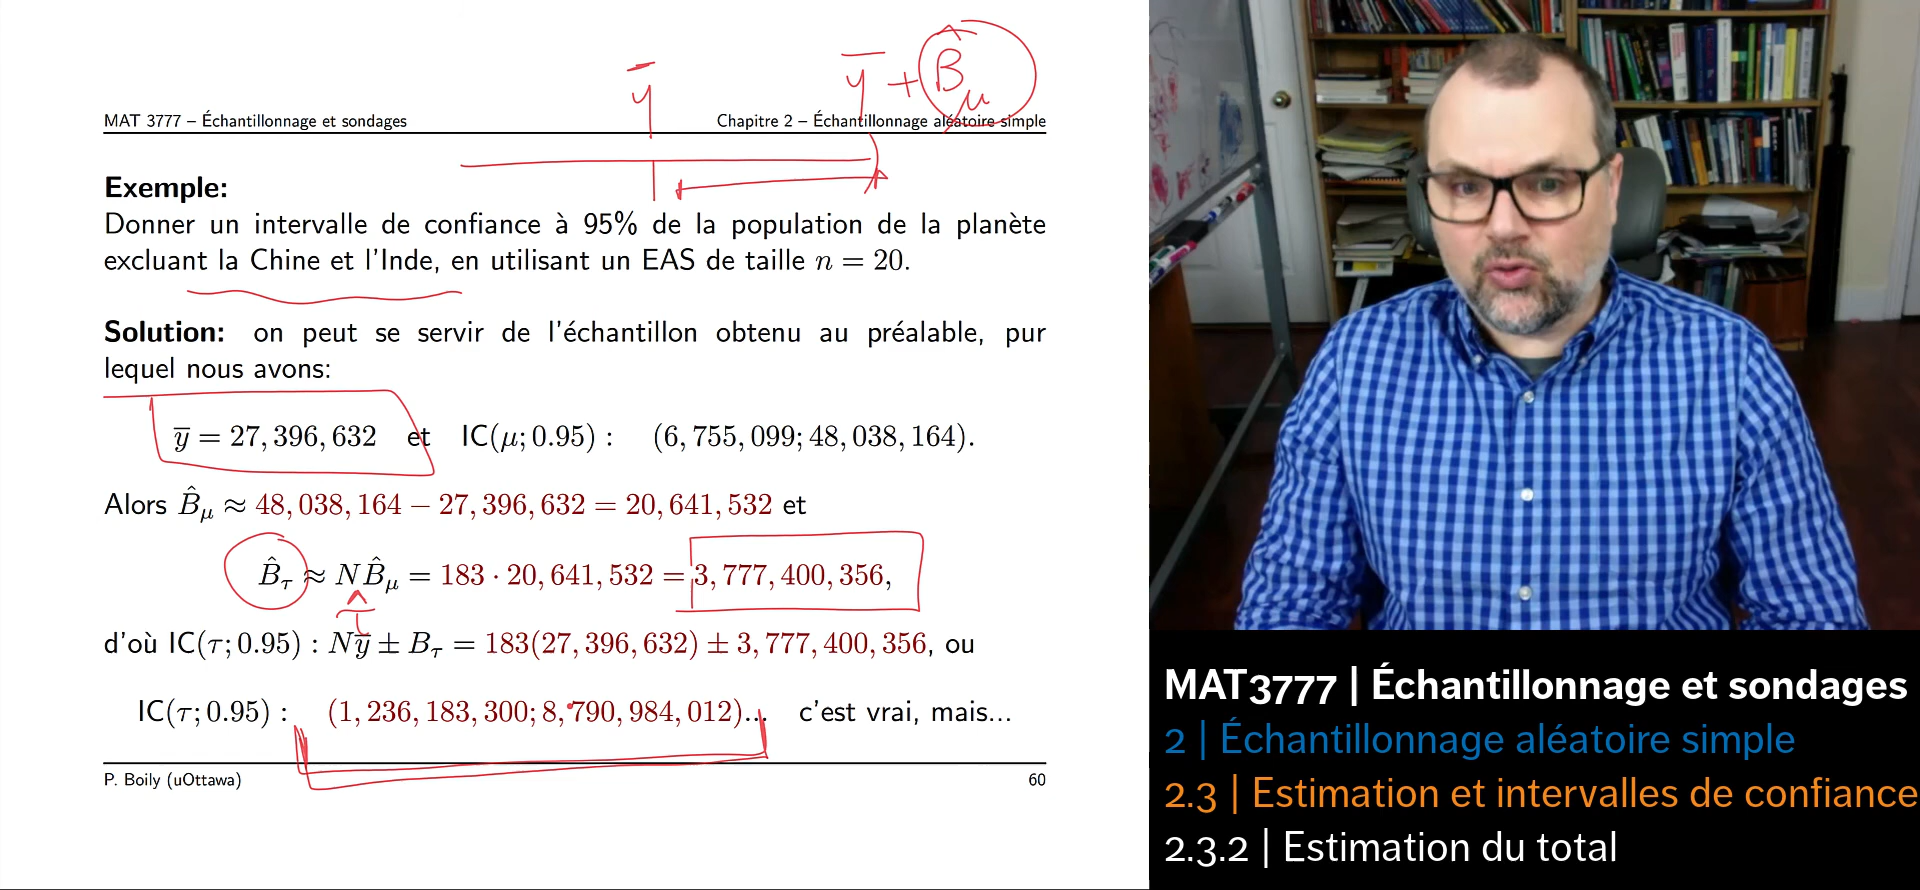 y̅
y̅ + B̂μ
MAT 3777 – Échantillonnage et sondages
Chapitre 2 – Échantillonnage aléatoire simple
Exemple:
Donner un intervalle de confiance à 95% de la population de la planète
excluant la Chine et l'Inde, en utilisant un EAS de taille n = 20.
Solution: on peut se servir de l'échantillon obtenu au préalable, pur
lequel nous avons:
y̅ = 27,396,632 et IC(μ; 0.95) : (6,755,099; 48,038,164).
Alors B̂μ ≈ 48,038,164 − 27,396,632 = 20,641,532 et
B̂τ ≈ NB̂μ = 183 · 20,641,532 = 3,777,400,356,
τ̂
d'où IC(τ; 0.95) : Ny̅ ± Bτ = 183(27,396,632) ± 3,777,400,356, ou
IC(τ; 0.95) : (1,236,183,300; 8,790,984,012)... c'est vrai, mais...
P. Boily (uOttawa)
60
MAT3777 | Échantillonnage et sondages
2 | Échantillonnage aléatoire simple
2.3 | Estimation et intervalles de confiance
2.3.2 | Estimation du total